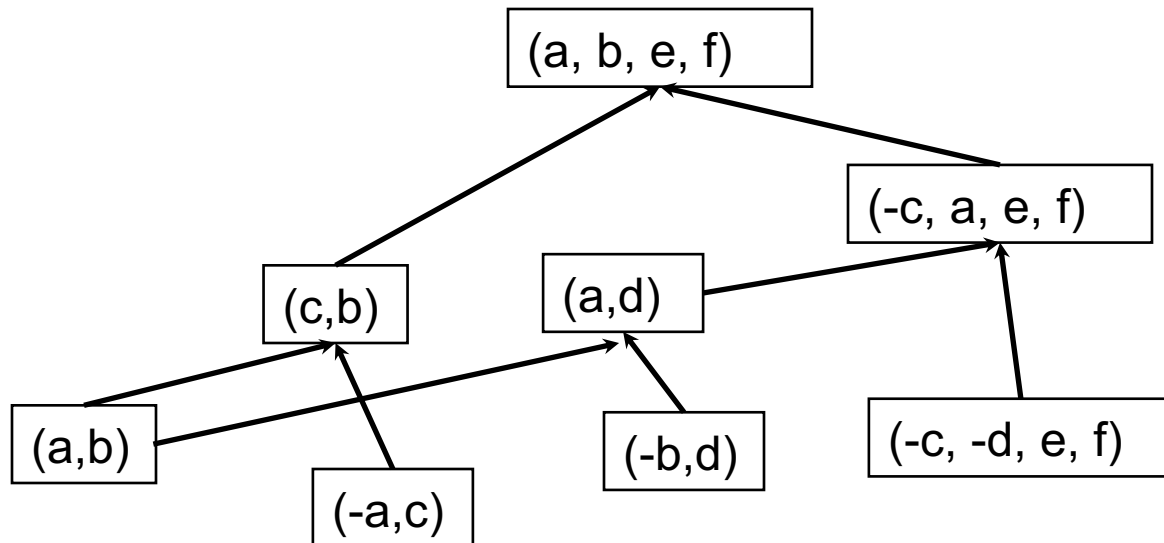 (a, b, e, f)
(-c, a, e, f)
(c,b)
(a,d)
(a,b)
(-b,d)
(-c, -d, e, f)
(-a,c)